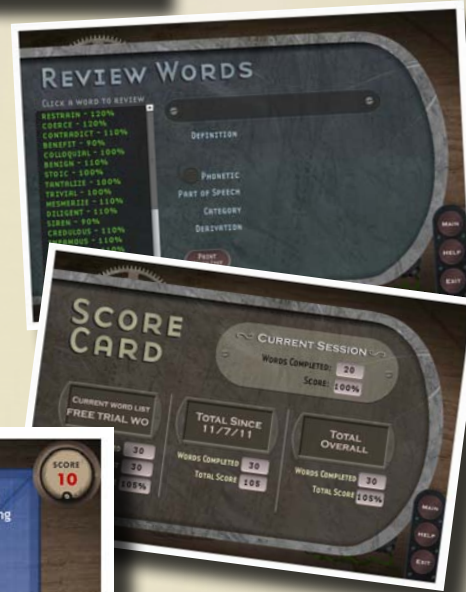 REVIEW WORDS
CLICK A WORD TO REVIEW
RESTRAIN - 120%
COERCE - 120%
CONTRADICT - 110%
BENEFIT - 90%
COLLOQUIAL - 100%
BENIGN - 110%
STOIC - 100%
TANTALIZE - 100%
TRIVIAL - 100%
MESMERIZE - 110%
DILIGENT - 110%
SIREN - 90%
CREDULOUS - 110%
DEFINITION
PHONETIC
PART OF SPEECH
CATEGORY
DERIVATION
PRINT
MAIN
HELP
EXIT
SCORE CARD
CURRENT SESSION
WORDS COMPLETED: 20
SCORE: 100%
CURRENT WORD LIST
FREE TRIAL WO
30
30
105%
TOTAL SINCE
11/7/11
WORDS COMPLETED 30
TOTAL SCORE 105
TOTAL
OVERALL
WORDS COMPLETED 30
TOTAL SCORE 105%
MAIN
HELP
EXIT
SCORE
10